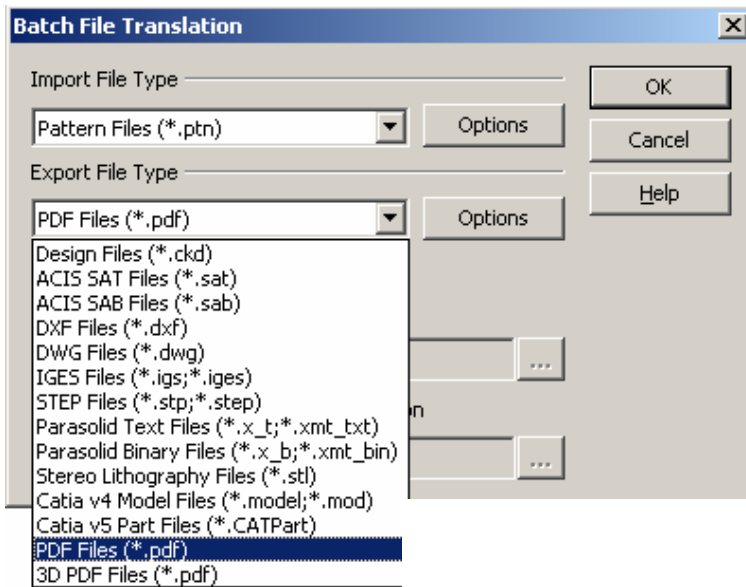 Batch File Translation
Import File Type
OK
Pattern Files (*.ptn)
Options
Cancel
Export File Type
Help
PDF Files (*.pdf)
Options
Design Files (*.ckd)
ACIS SAT Files (*.sat)
ACIS SAB Files (*.sab)
DXF Files (*.dxf)
DWG Files (*.dwg)
...
IGES Files (*.igs;*.iges)
STEP Files (*.stp;*.step)
Parasolid Text Files (*.x_t;*.xmt_txt)
Parasolid Binary Files (*.x_b;*.xmt_bin)
...
Stereo Lithography Files (*.stl)
Catia v4 Model Files (*.model;*.mod)
Catia v5 Part Files (*.CATPart)
PDF Files (*.pdf)
3D PDF Files (*.pdf)